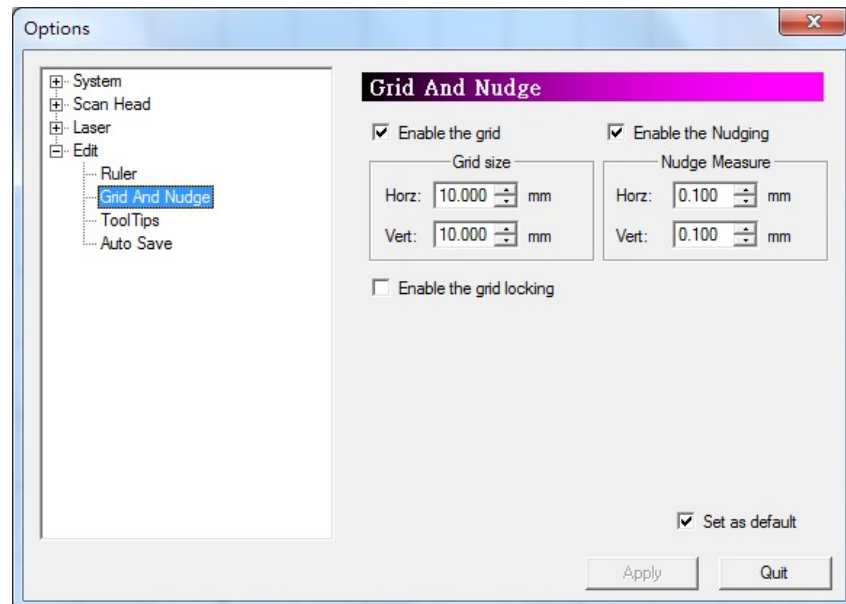 Options
System
Scan Head
Laser
Edit
Ruler
Grid And Nudge
ToolTips
Auto Save
Grid And Nudge
Enable the grid
Enable the Nudging
Grid size
Nudge Measure
Horz: 10.000 mm
Horz: 0.100 mm
Vert: 10.000 mm
Vert: 0.100 mm
Enable the grid locking
Set as default
Apply
Quit